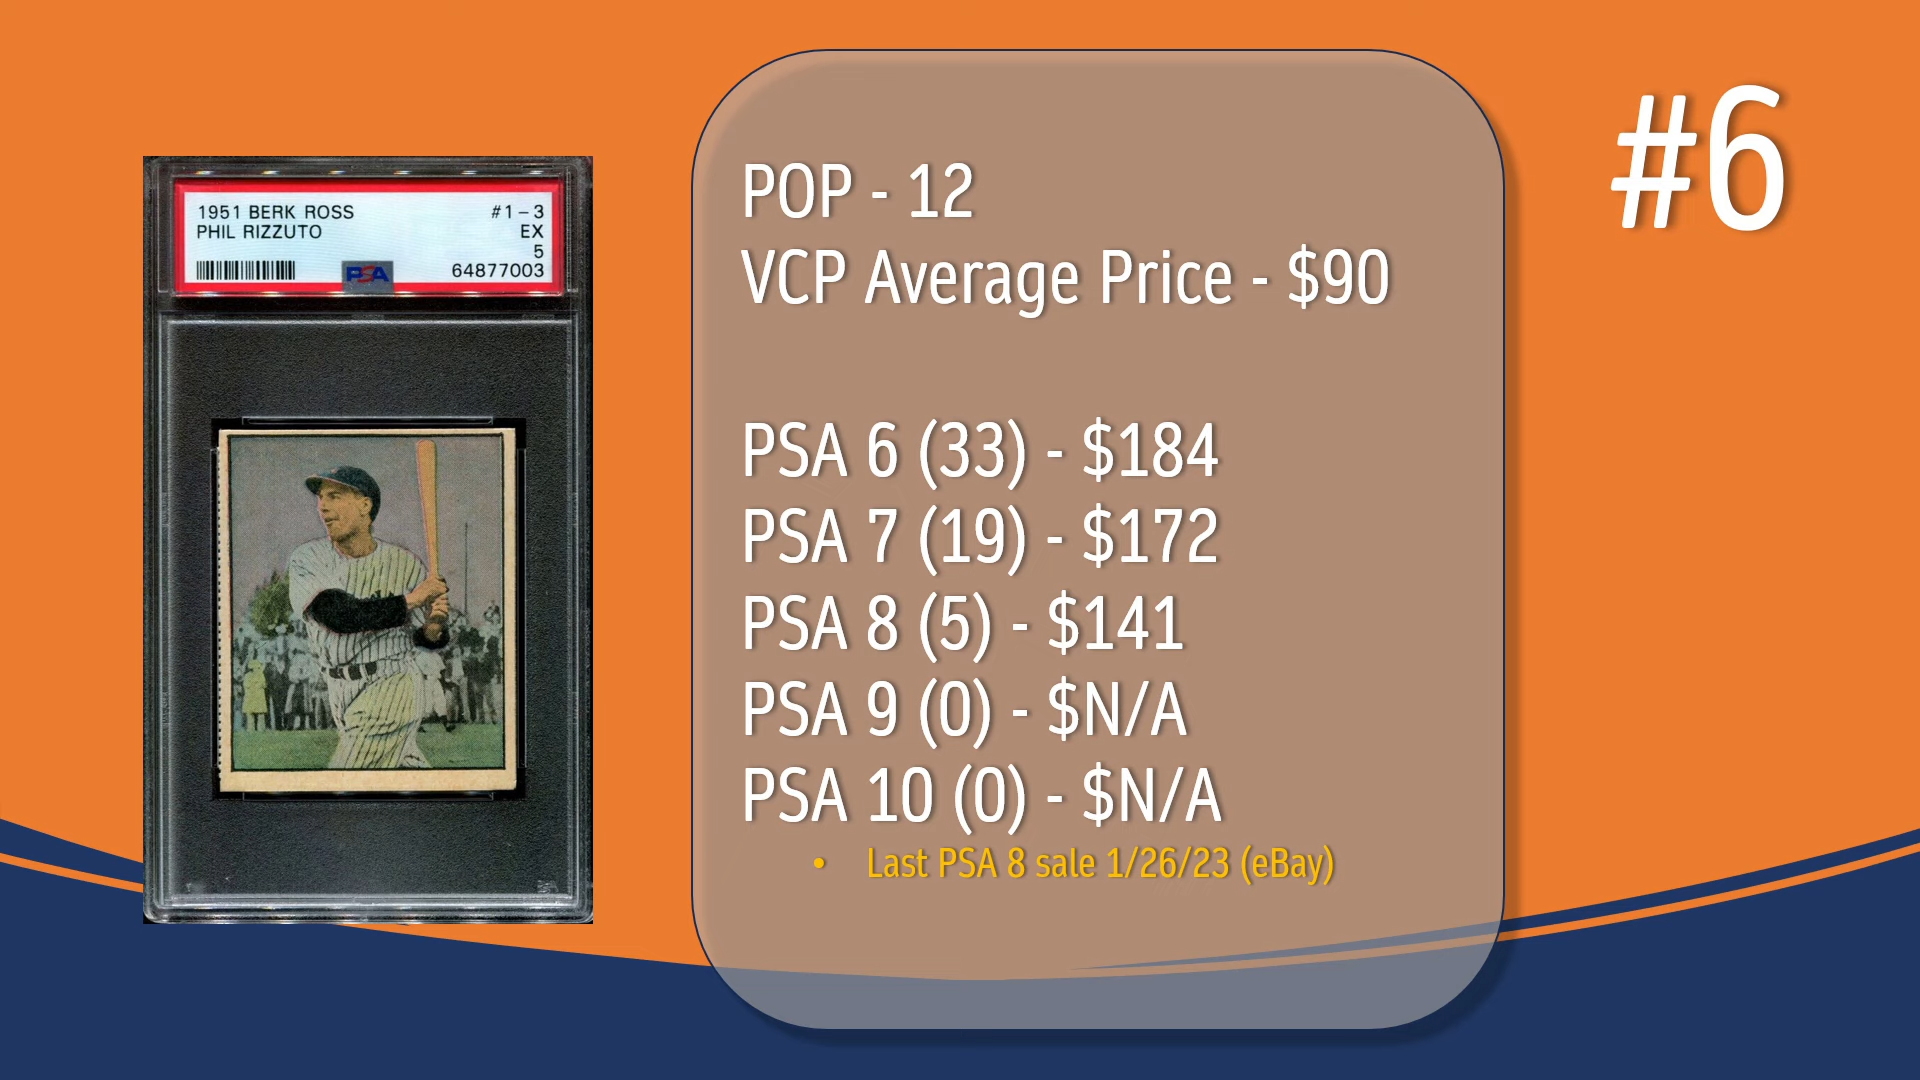 1951 BERK ROSS #1-3
PHIL RIZZUTO EX
5
PSA 64877003
POP - 12
VCP Average Price - $90
PSA 6 (33) - $184
PSA 7 (19) - $172
PSA 8 (5) - $141
PSA 9 (0) - $N/A
PSA 10 (0) - $N/A
• Last PSA 8 sale 1/26/23 (eBay)
#6